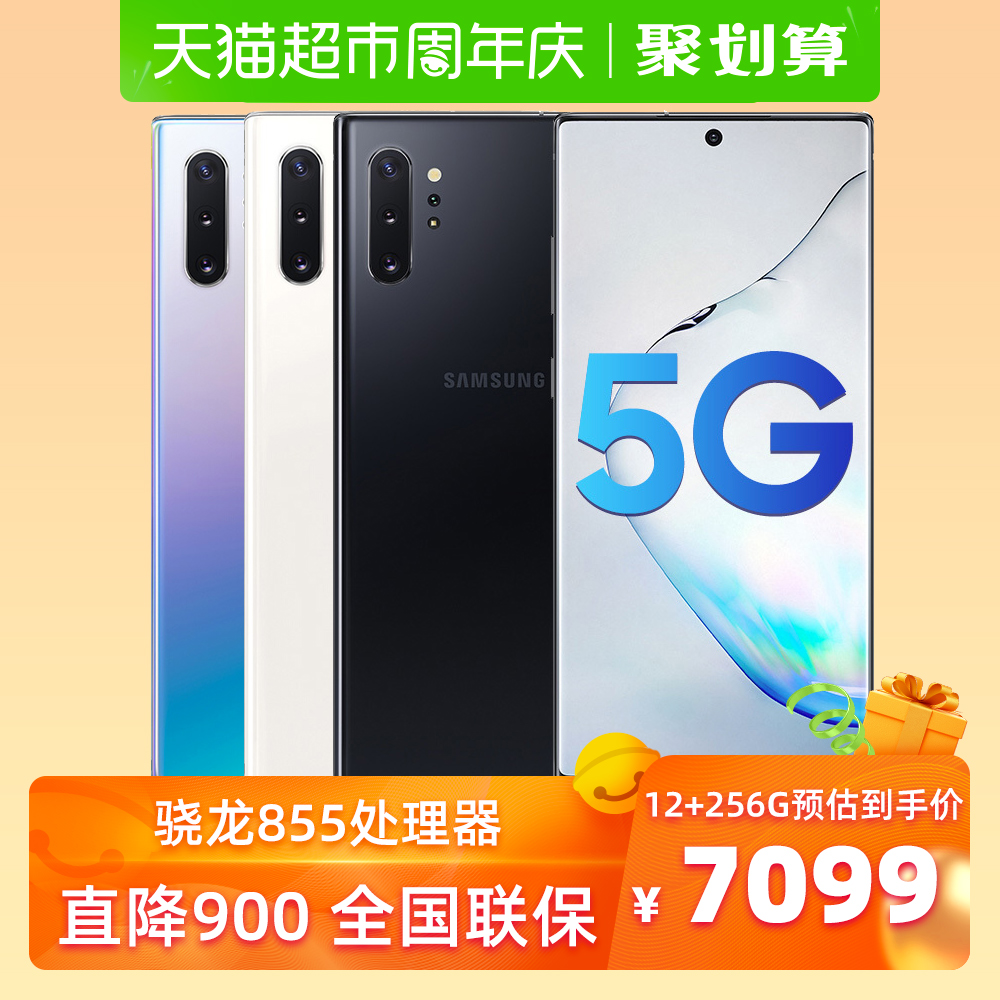 天猫超市周年庆 | 聚划算
SAMSUNG
5G
骁龙855处理器
直降900 全国联保
12+256G预估到手价
¥7099